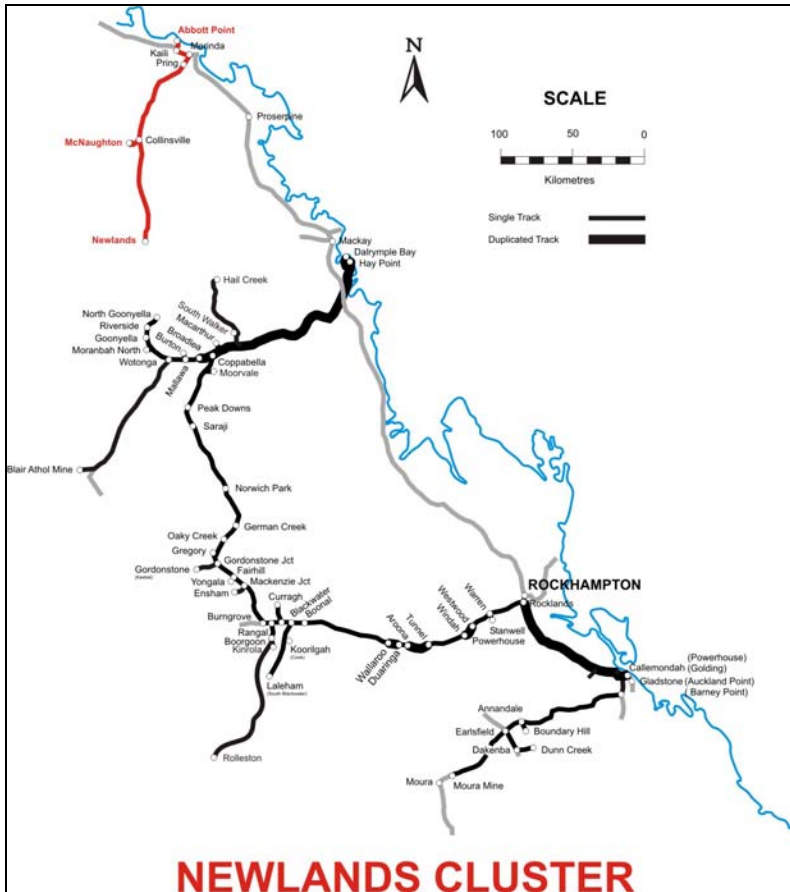 Abbott Point
Kaili
Merinda
Pring
N
SCALE
100 50 0
Kilometres
Single Track
Duplicated Track
Proserpine
McNaughton
Collinsville
Newlands
Mackay
Dalrymple Bay
Hay Point
Hail Creek
North Goonyella
Riverside
Goonyella
Moranbah North
Wotonga
South Walker
Macarthur
Broadlea
Burton
Mallawa
Coppabella
Moorvale
Peak Downs
Saraji
Blair Athol Mine
Norwich Park
German Creek
Oaky Creek
Gregory
Gordonstone Jct
Gordonstone
(Kestrel)
Fairhill
Yongala
Mackenzie Jct
Ensham
Curragh
Blackwater
Boonal
Burngrove
Rangal
Boorgoon
Kinrola
Koorilgah
(Cook)
Laleham
(South Blackwater)
Rolleston
Wallaroo
Duaringa
Aroona
Tunnel
Windah
Westwood
Warren
Stanwell
Powerhouse
ROCKHAMPTON
Rocklands
Callemondah (Powerhouse)
(Golding)
Gladstone (Auckland Point)
(Barney Point)
Annandale
Earlsfield
Boundary Hill
Dakenba
Dunn Creek
Moura
Moura Mine
NEWLANDS CLUSTER